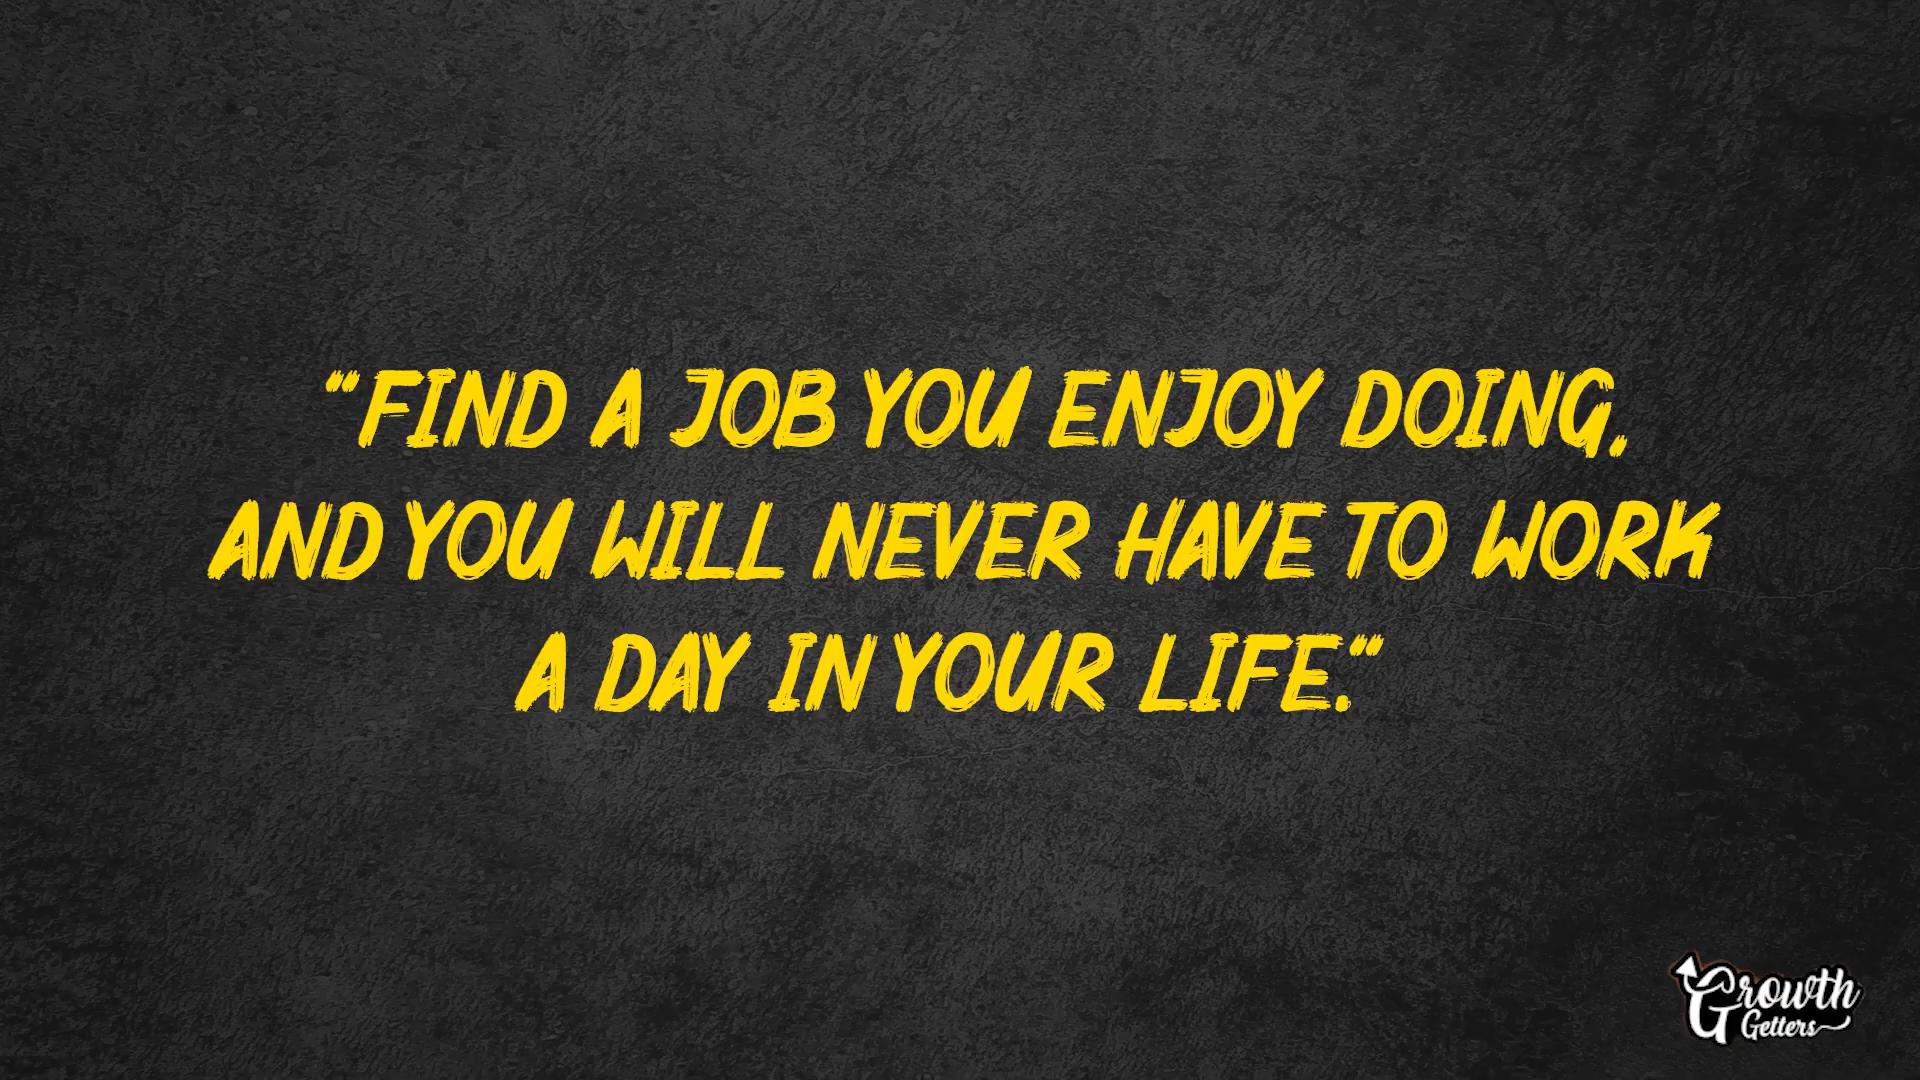 "FIND A JOB YOU ENJOY DOING,
AND YOU WILL NEVER HAVE TO WORK
A DAY IN YOUR LIFE."
Growth
Getters